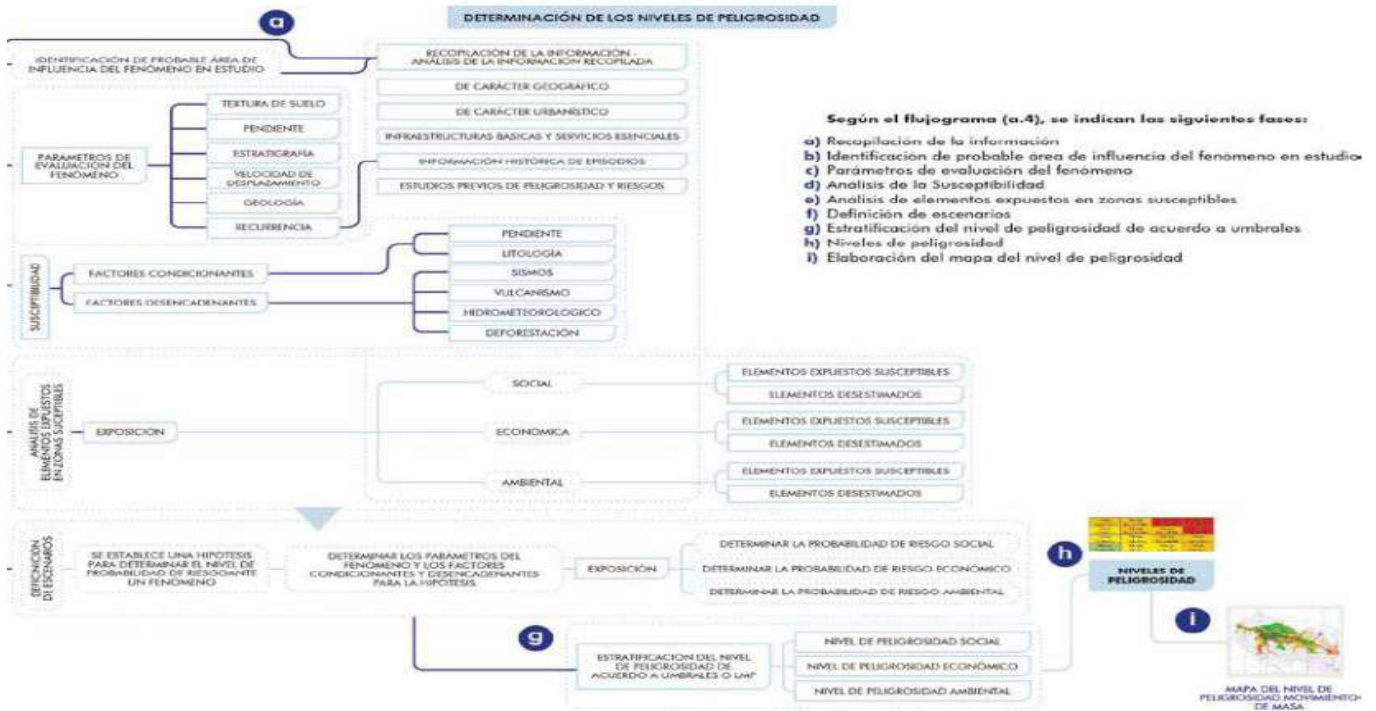 DETERMINACIÓN DE LOS NIVELES DE PELIGROSIDAD
a
IDENTIFICACIÓN DE PROBABLE ÁREA DE
INFLUENCIA DEL FENÓMENO EN ESTUDIO
RECOPILACIÓN DE LA INFORMACIÓN -
ANÁLISIS DE LA INFORMACIÓN RECOPILADA
DE CARÁCTER GEOGRÁFICO
DE CARÁCTER URBANÍSTICO
INFRAESTRUCTURAS BÁSICAS Y SERVICIOS ESENCIALES
INFORMACIÓN HISTÓRICA DE EPISODIOS
ESTUDIOS PREVIOS DE PELIGROSIDAD Y RIESGOS
PARAMETROS DE
EVALUACIÓN DEL
FENÓMENO
TEXTURA DE SUELO
PENDIENTE
ESTRATIGRAFÍA
VELOCIDAD DE
DESPLAZAMIENTO
GEOLOGÍA
RECURRENCIA
Según el flujograma (a.4), se indican las siguientes fases:
a) Recopilación de la información
b) Identificación de probable área de influencia del fenómeno en estudio
c) Parámetros de evaluación del fenómeno
d) Analisis de la Susceptibilidad
e) Análisis de elementos expuestos en zonas susceptibles
f) Definición de escenarios
g) Estratificación del nivel de peligrosidad de acuerdo a umbrales
h) Niveles de peligrosidad
i) Elaboración del mapa del nivel de peligrosidad
SUSCEPTIBILIDAD
FACTORES CONDICIONANTES
FACTORES DESENCADENANTES
PENDIENTE
LITOLOGÍA
SISMOS
VULCANISMO
HIDROMETEOROLÓGICO
DEFORESTACIÓN
ANÁLISIS DE
ELEMENTOS EXPUESTOS
EN ZONAS SUCEPTIBLES
EXPOSICIÓN
SOCIAL
ELEMENTOS EXPUESTOS SUSCEPTIBLES
ELEMENTOS DESESTIMADOS
ECONÓMICA
ELEMENTOS EXPUESTOS SUSCEPTIBLES
ELEMENTOS DESESTIMADOS
AMBIENTAL
ELEMENTOS EXPUESTOS SUSCEPTIBLES
ELEMENTOS DESESTIMADOS
DE ESCENARIOS
SE ESTABLECE UNA HIPÓTESIS
PARA DETERMINAR EL NIVEL DE
PROBABILIDAD DE RIESGOANTE
UN FENÓMENO
DETERMINAR LOS PARAMETROS DEL
FENÓMENO Y LOS FACTORES
CONDICIONANTES Y DESENCADENANTES
PARA LA HIPÓTESIS
EXPOSICIÓN
DETERMINAR LA PROBABILIDAD DE RIESGO SOCIAL
DETERMINAR LA PROBABILIDAD DE RIESGO ECONÓMICO
DETERMINAR LA PROBABILIDAD DE RIESGO AMBIENTAL
h
NIVELES DE
PELIGROSIDAD
g
ESTRATIFICACIÓN DEL NIVEL
DE PELIGROSIDAD DE
ACUERDO A UMBRALES O LMP
NIVEL DE PELIGROSIDAD SOCIAL
NIVEL DE PELIGROSIDAD ECONÓMICO
NIVEL DE PELIGROSIDAD AMBIENTAL
i
MAPA DEL NIVEL DE
PELIGROSIDAD MOVIMIENTO
DE MASA